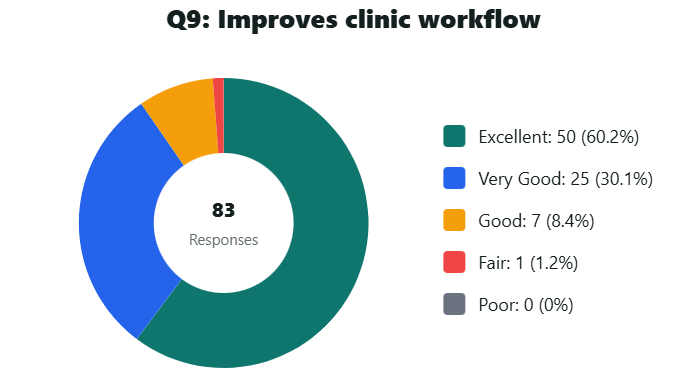 Q9: Improves clinic workflow
83
Responses
Excellent: 50 (60.2%)
Very Good: 25 (30.1%)
Good: 7 (8.4%)
Fair: 1 (1.2%)
Poor: 0 (0%)